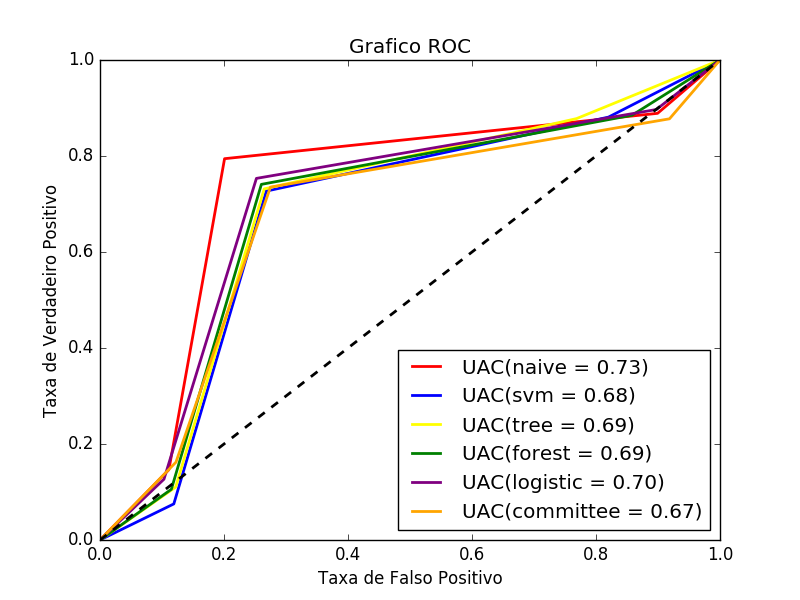 Grafico ROC
1.0
0.8
0.6
0.4
0.2
0.0
Taxa de Verdadeiro Positivo
UAC(naive = 0.73)
UAC(svm = 0.68)
UAC(tree = 0.69)
UAC(forest = 0.69)
UAC(logistic = 0.70)
UAC(committee = 0.67)
0.0 0.2 0.4 0.6 0.8 1.0
Taxa de Falso Positivo